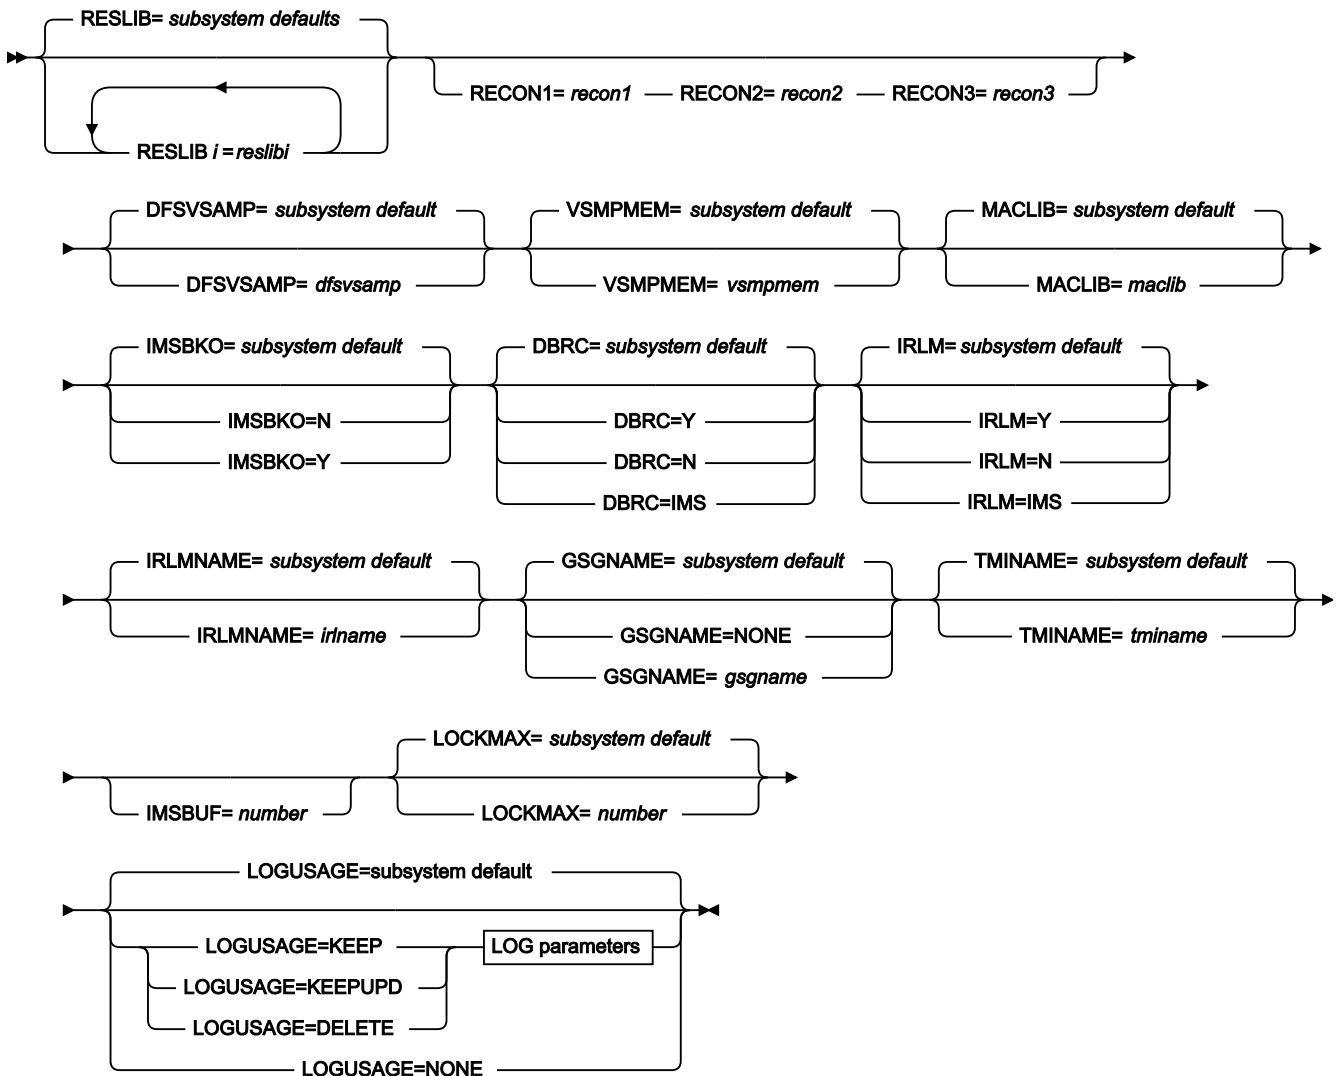 RESLIB= subsystem defaults
RESLIB i =reslibi
RECON1= recon1 RECON2= recon2 RECON3= recon3
DFSVSAMP= subsystem default VSMPMEM= subsystem default MACLIB= subsystem default
DFSVSAMP= dfsvsamp VSMPMEM= vsmpmem MACLIB= maclib
IMSBKO= subsystem default DBRC= subsystem default IRLM= subsystem default
IMSBKO=N DBRC=Y IRLM=Y
IMSBKO=Y DBRC=N IRLM=N
DBRC=IMS IRLM=IMS
IRLMNAME= subsystem default GSGNAME= subsystem default TMINAME= subsystem default
IRLMNAME= irlname GSGNAME=NONE TMINAME= tminame
GSGNAME= gsgname
LOCKMAX= subsystem default
IMSBUF= number LOCKMAX= number
LOGUSAGE=subsystem default
LOGUSAGE=KEEP LOG parameters
LOGUSAGE=KEEPUPD
LOGUSAGE=DELETE
LOGUSAGE=NONE